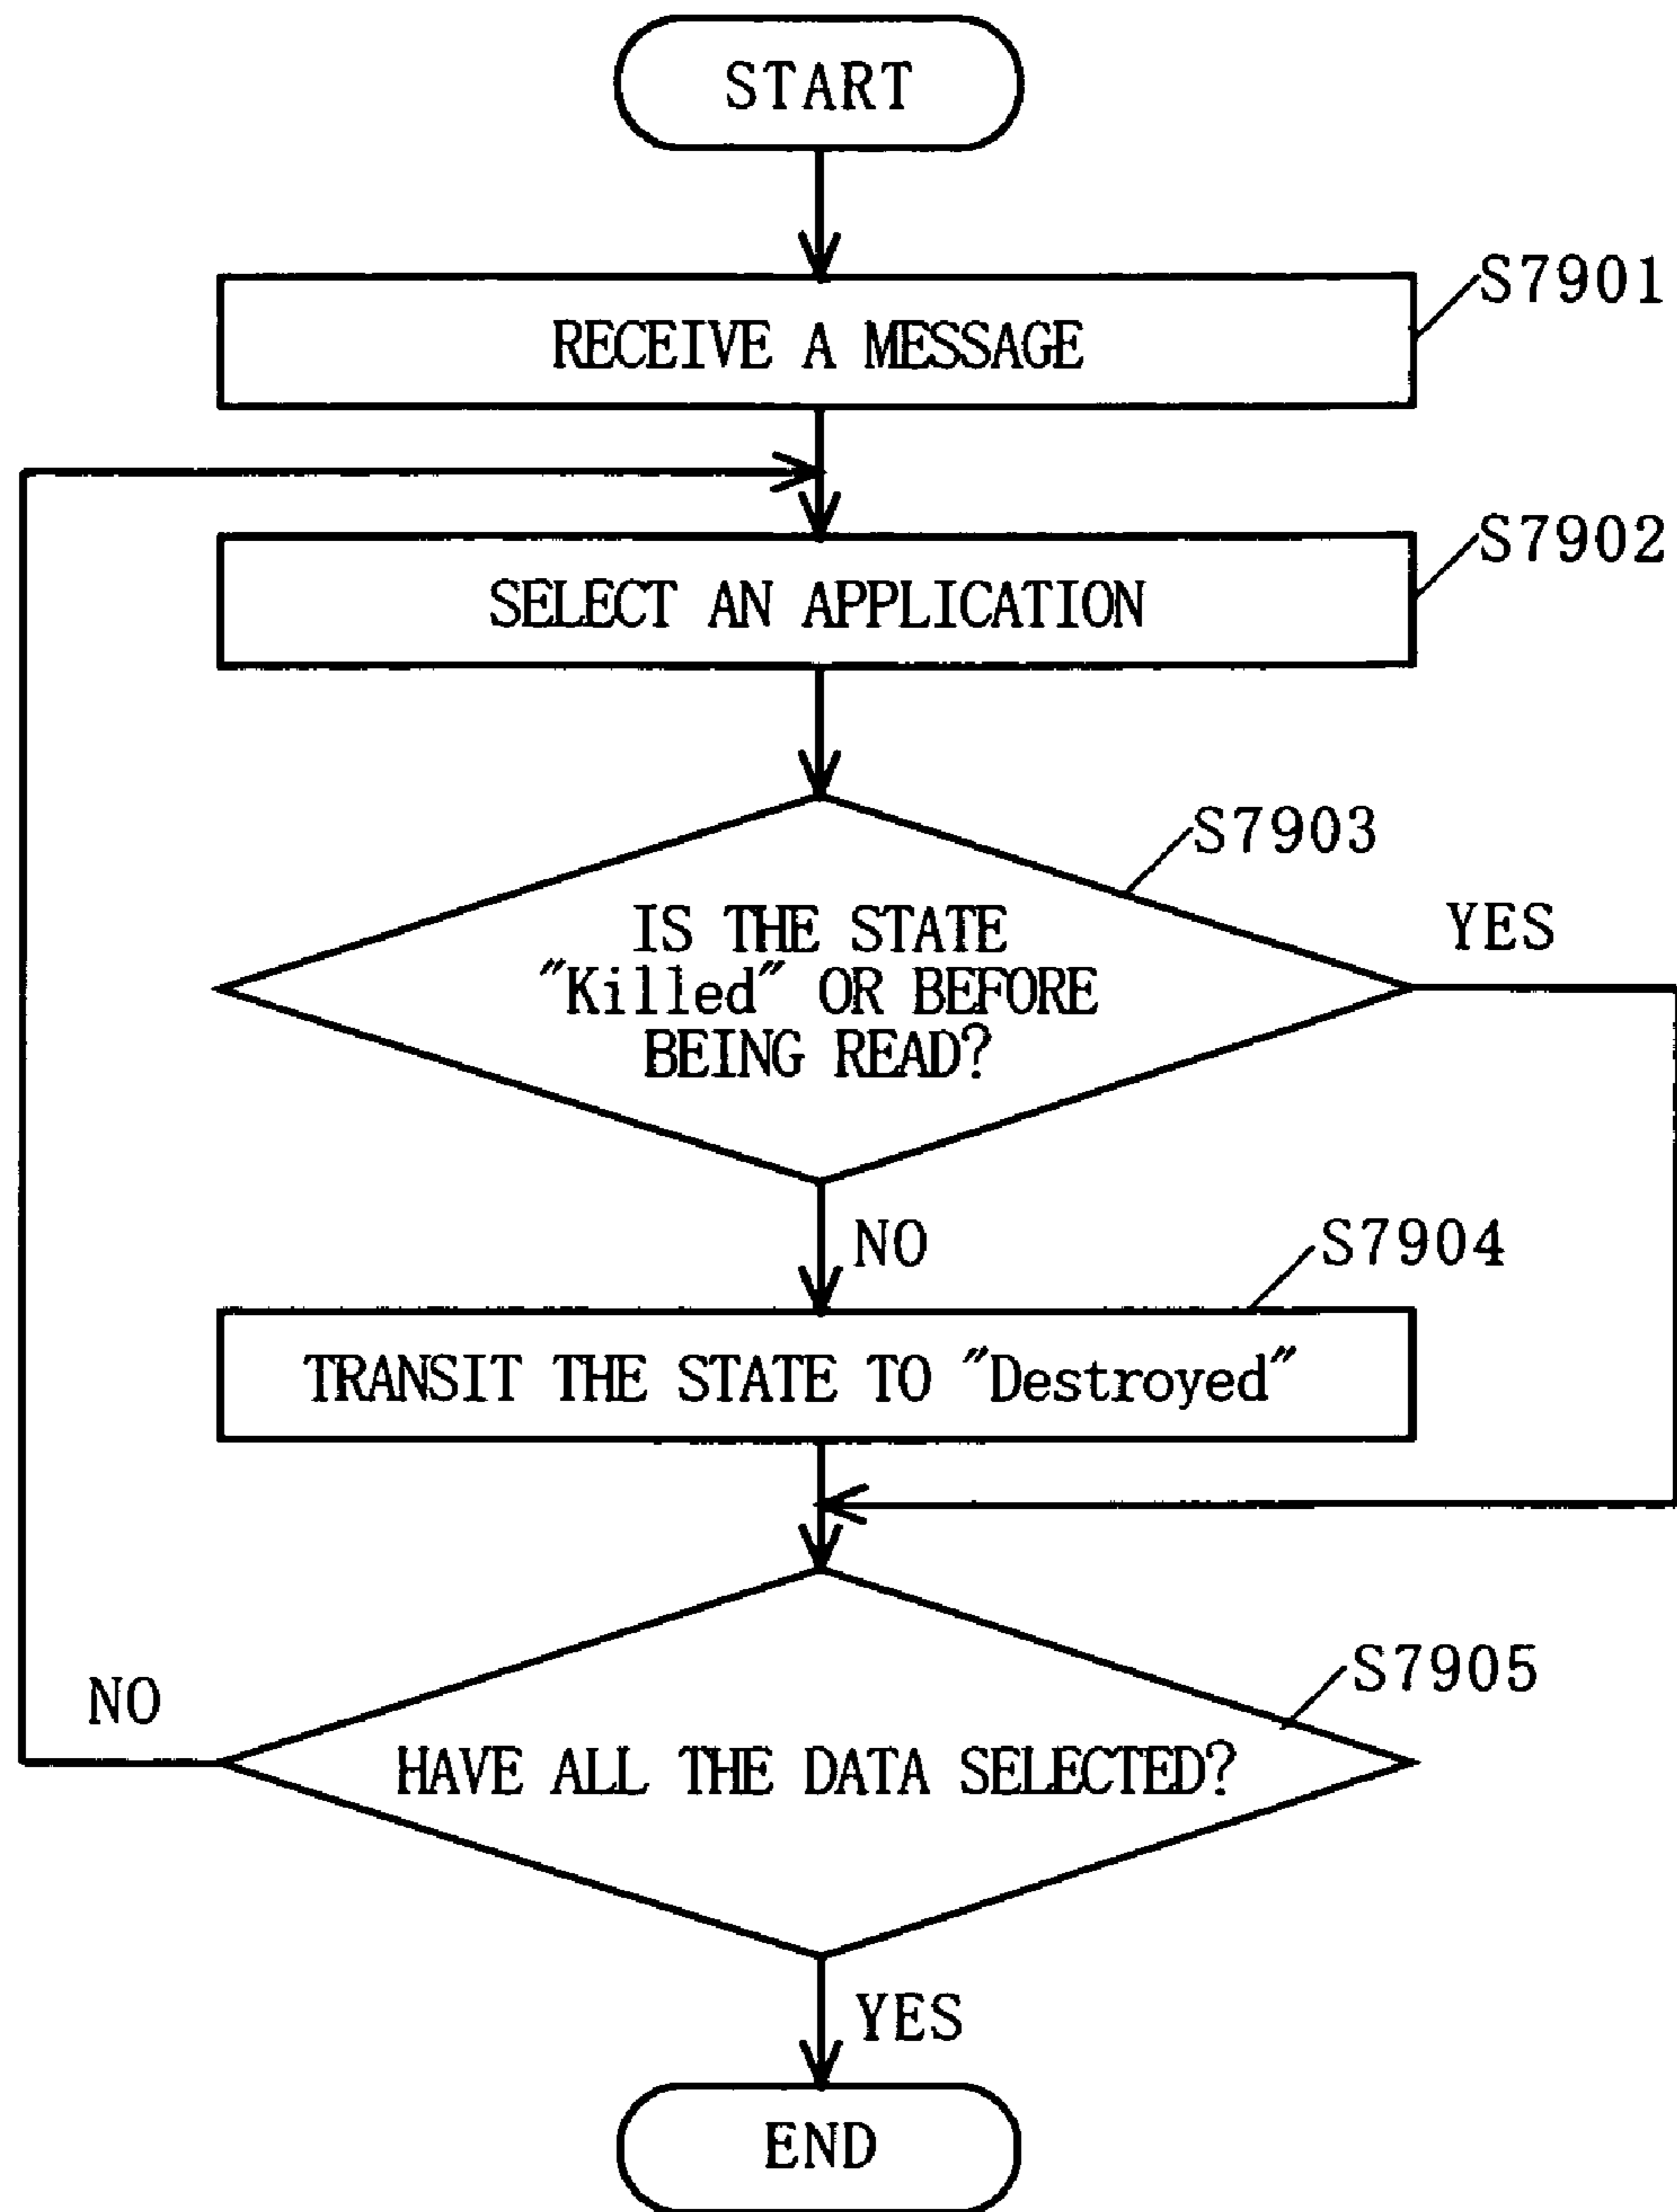 START
S7901
RECEIVE A MESSAGE
S7902
SELECT AN APPLICATION
S7903
IS THE STATE
"Killed" OR BEFORE
BEING READ?
YES
NO
S7904
TRANSIT THE STATE TO "Destroyed"
S7905
NO
HAVE ALL THE DATA SELECTED?
YES
END